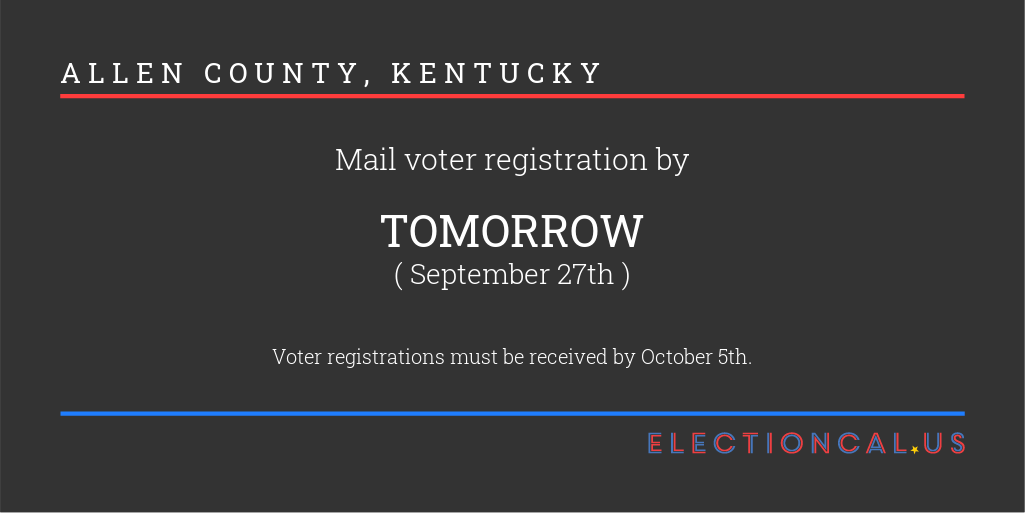 ALLEN COUNTY, KENTUCKY
Mail voter registration by
TOMORROW
( September 27th )
Voter registrations must be received by October 5th.
ELECTIONCAL.US